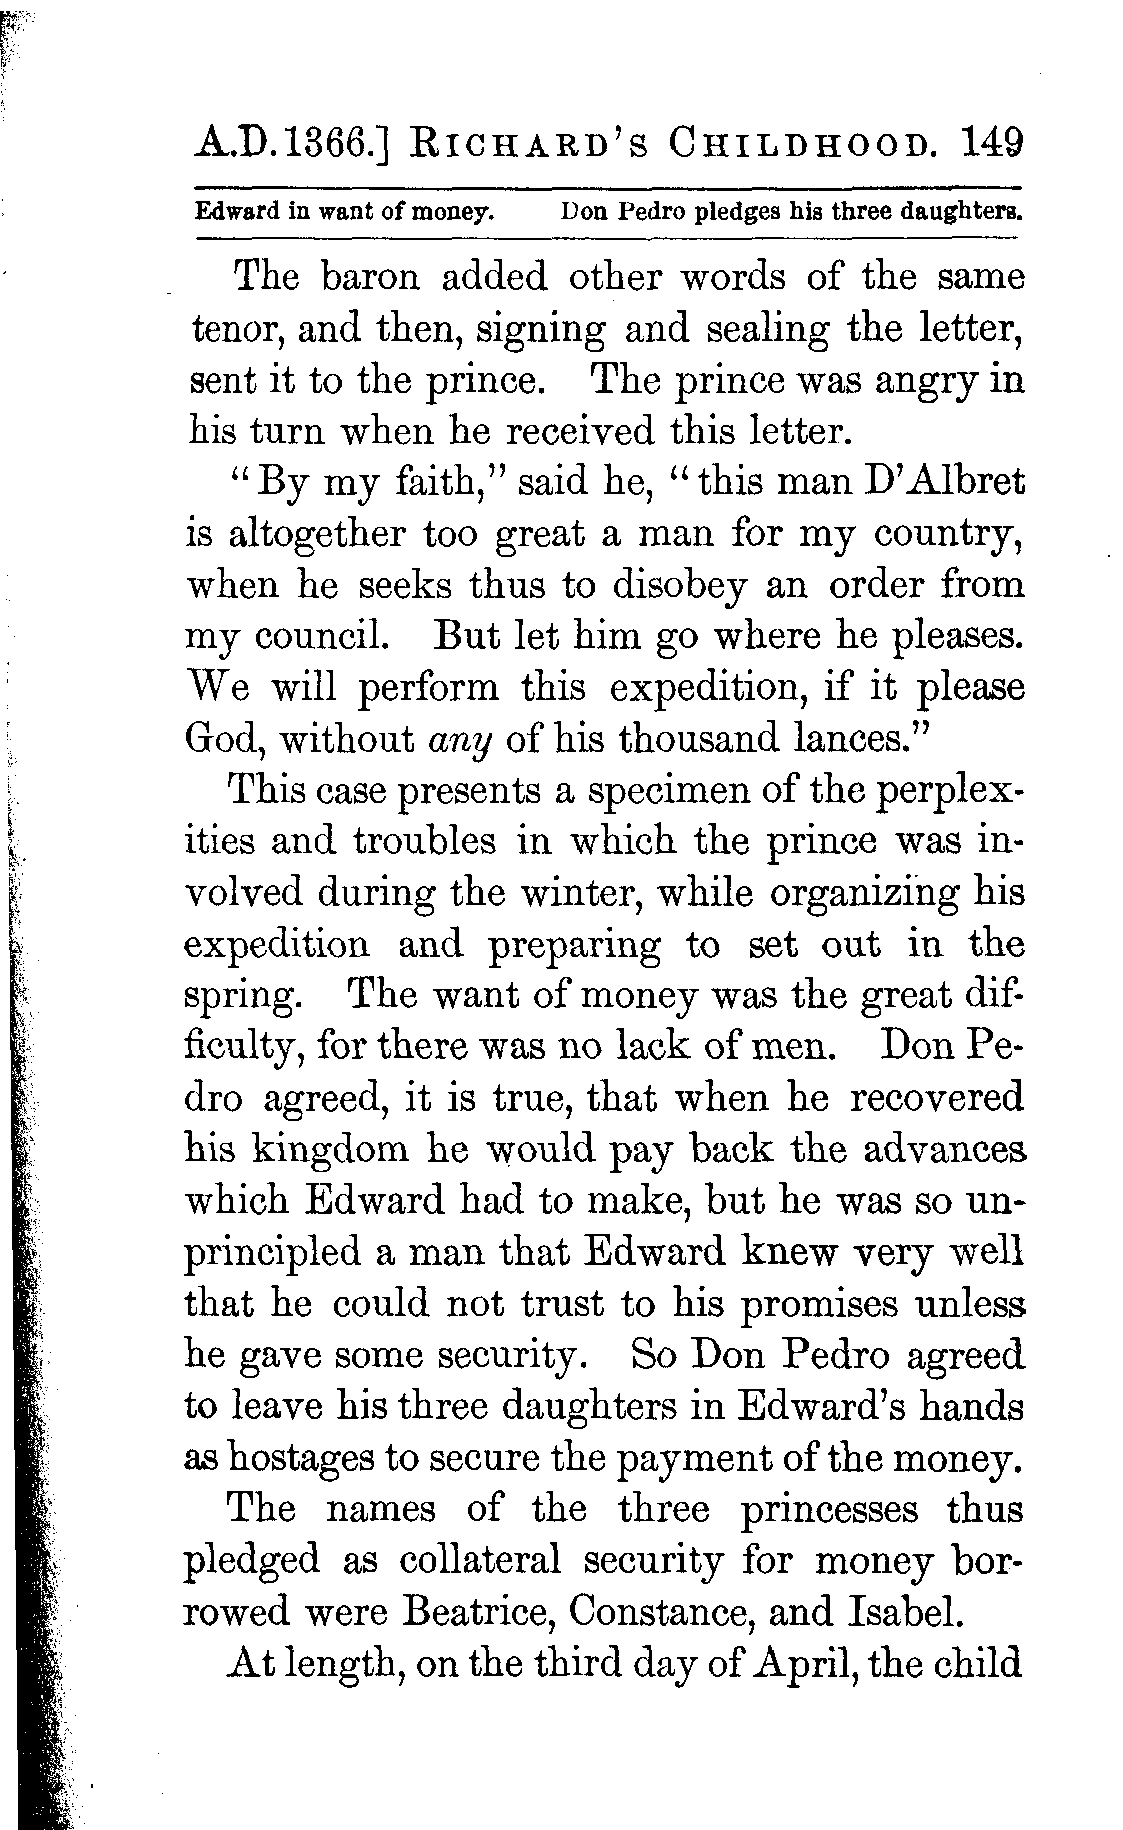 A.D. 1366.] RICHARD'S CHILDHOOD. 149
Edward in want of money. Don Pedro pledges his three daughters.
The baron added other words of the same
tenor, and then, signing and sealing the letter,
sent it to the prince. The prince was angry in
his turn when he received this letter.
"By my faith," said he, "this man D'Albret
is altogether too great a man for my country,
when he seeks thus to disobey an order from
my council. But let him go where he pleases.
We will perform this expedition, if it please
God, without any of his thousand lances."
This case presents a specimen of the perplex-
ities and troubles in which the prince was in-
volved during the winter, while organizing his
expedition and preparing to set out in the
spring. The want of money was the great dif-
ficulty, for there was no lack of men. Don Pe-
dro agreed, it is true, that when he recovered
his kingdom he would pay back the advances
which Edward had to make, but he was so un-
principled a man that Edward knew very well
that he could not trust to his promises unless
he gave some security. So Don Pedro agreed
to leave his three daughters in Edward's hands
as hostages to secure the payment of the money.
The names of the three princesses thus
pledged as collateral security for money bor-
rowed were Beatrice, Constance, and Isabel.
At length, on the third day of April, the child